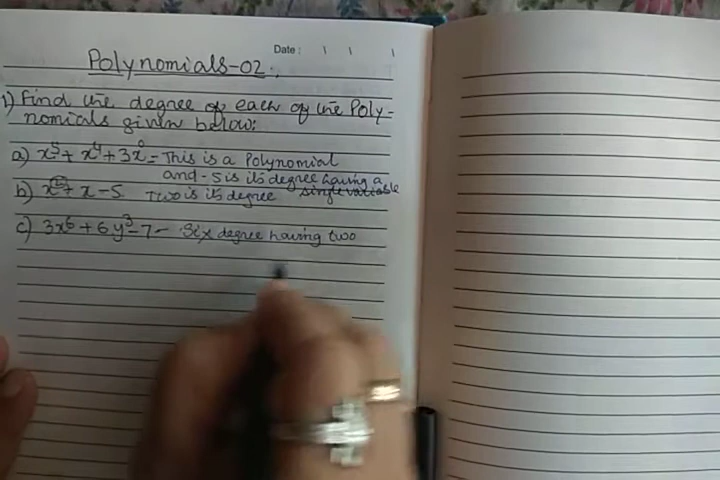 Date :
Polynomials-02.
1) Find the degree of each of the Poly-
nomials given below:
a) x⁵ + x⁴ + 3x⁰ = This is a Polynomial
and - 5 is its degree having a
single variable
b) x² + x - 5 Two is its degree
c) 3x⁶ + 6y³ - 7 - Six degree having two